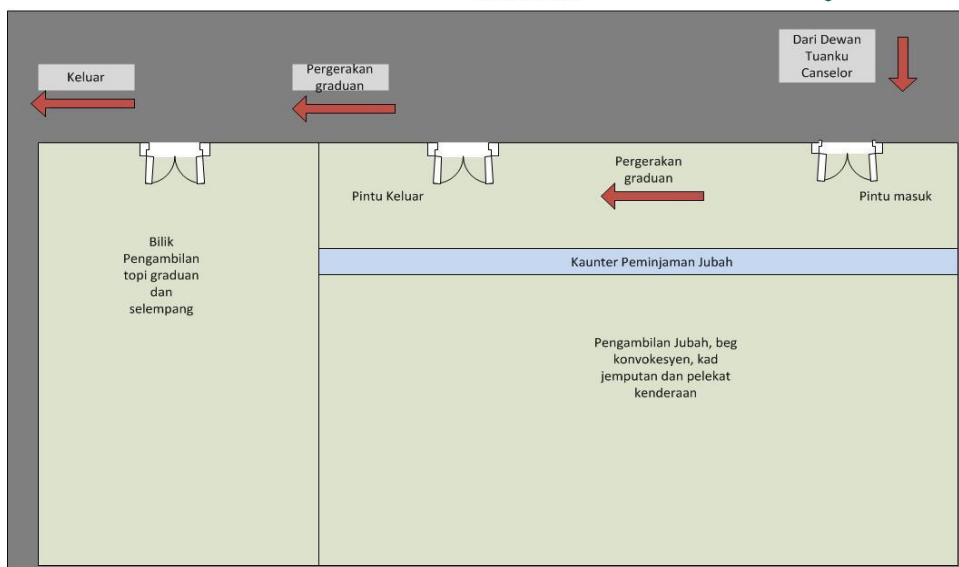 Dari Dewan
Tuanku
Canselor
Keluar
Pergerakan
graduan
Pergerakan
graduan
Pintu Keluar
Pintu masuk
Bilik
Pengambilan
topi graduan
dan
selempang
Kaunter Peminjaman Jubah
Pengambilan Jubah, beg
konvokesyen, kad
jemputan dan pelekat
kenderaan